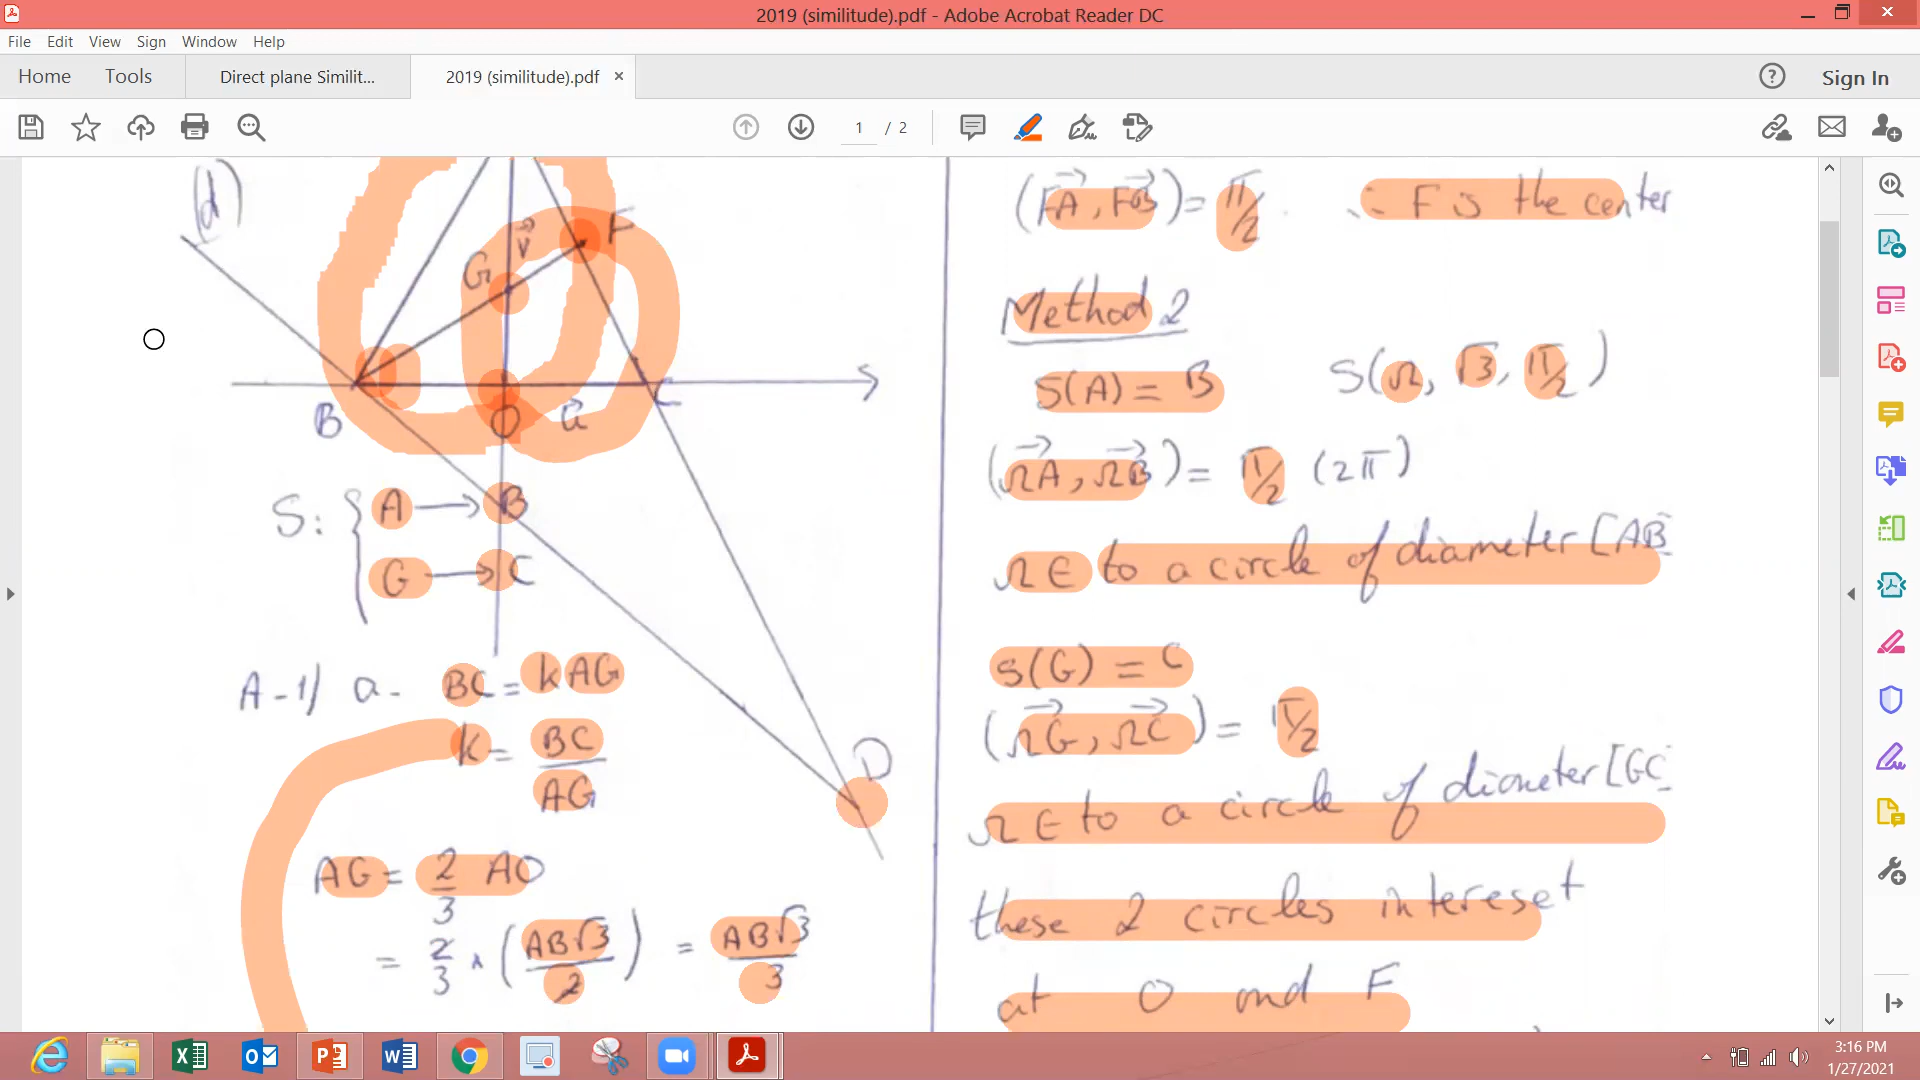 2019 (similitude).pdf - Adobe Acrobat Reader DC
File Edit View Sign Window Help
Home Tools Direct plane Similit... 2019 (similitude).pdf × Sign In
1 / 2
(d)
V
F
G
B
O
u
C
D
S: { A → B
G → C
A-1) a- BC = k AG
k = BC/AG
AG = 2/3 AO
= 2/3 × (AB√3/2) = AB√3/3
(FA, FB) = π/2 ∴ F is the center
Method 2
S(A) = B S(Ω, √3, π/2)
(ΩA, ΩB) = π/2 (2π)
Ω ∈ to a circle of diameter [AB]
S(G) = C
(ΩG, ΩC) = π/2
Ω ∈ to a circle of diameter [GC
these 2 circles intereset
at O and F
3:16 PM
1/27/2021